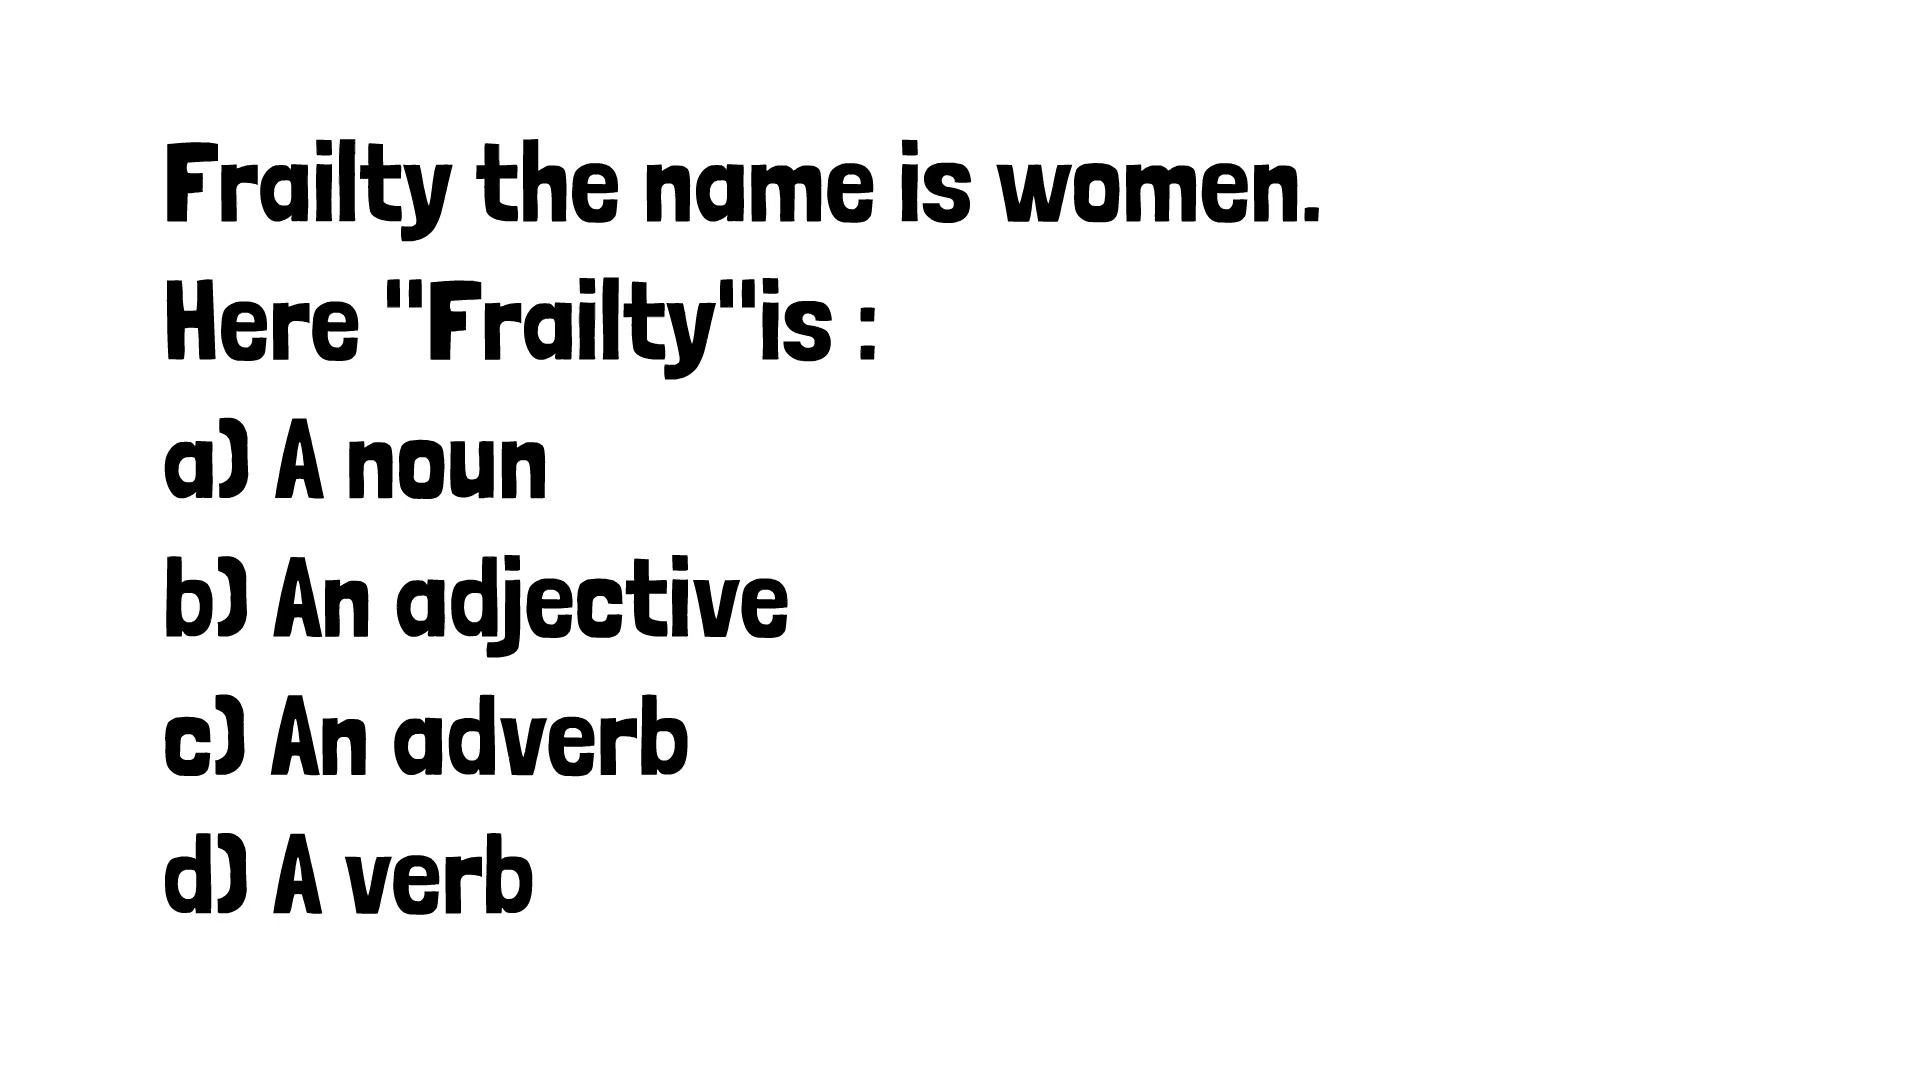 Frailty the name is women.
Here "Frailty"is :
a) A noun
b) An adjective
c) An adverb
d) A verb